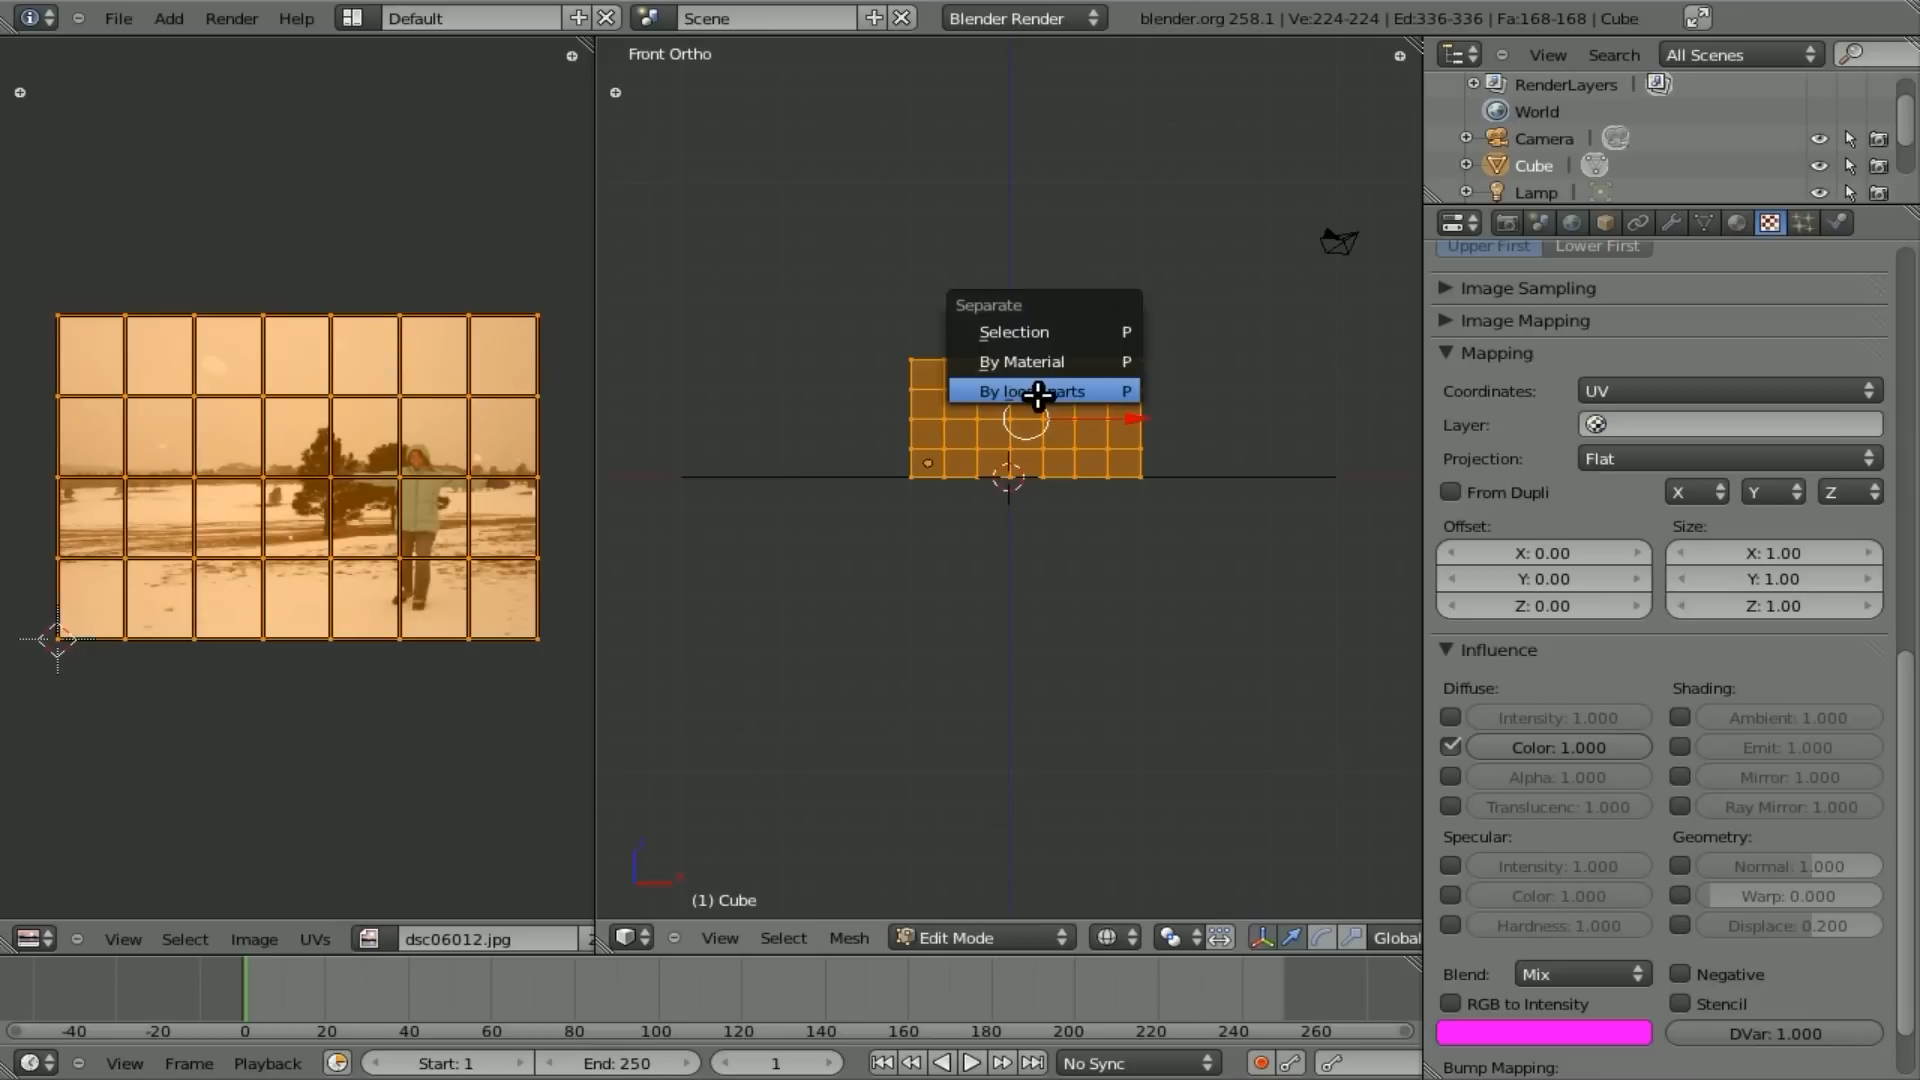 File Add Render Help Default Scene Blender Render blender.org 258.1 | Ve:224-224 | Ed:336-336 | Fa:168-168 | Cube
Front Ortho
View Search All Scenes
RenderLayers
World
Camera
Cube
Lamp
Upper First Lower First
Image Sampling
Image Mapping
Mapping
Coordinates: UV
Layer:
Projection: Flat
From Dupli X Y Z
Offset: Size:
X: 0.00 X: 1.00
Y: 0.00 Y: 1.00
Z: 0.00 Z: 1.00
Influence
Diffuse: Shading:
Intensity: 1.000 Ambient: 1.000
Color: 1.000 Emit: 1.000
Alpha: 1.000 Mirror: 1.000
Translucenc: 1.000 Ray Mirror: 1.000
Specular: Geometry:
Intensity: 1.000 Normal: 1.000
Color: 1.000 Warp: 0.000
Hardness: 1.000 Displace: 0.200
Blend: Mix Negative
RGB to Intensity Stencil
DVar: 1.000
Bump Mapping:
Separate
Selection P
By Material P
By P
(1) Cube
View Select Image UVs dsc06012.jpg 2
View Select Mesh Edit Mode Global
-40 -20 0 20 40 60 80 100 120 140 160 180 200 220 240 260
View Frame Playback Start: 1 End: 250 1 No Sync